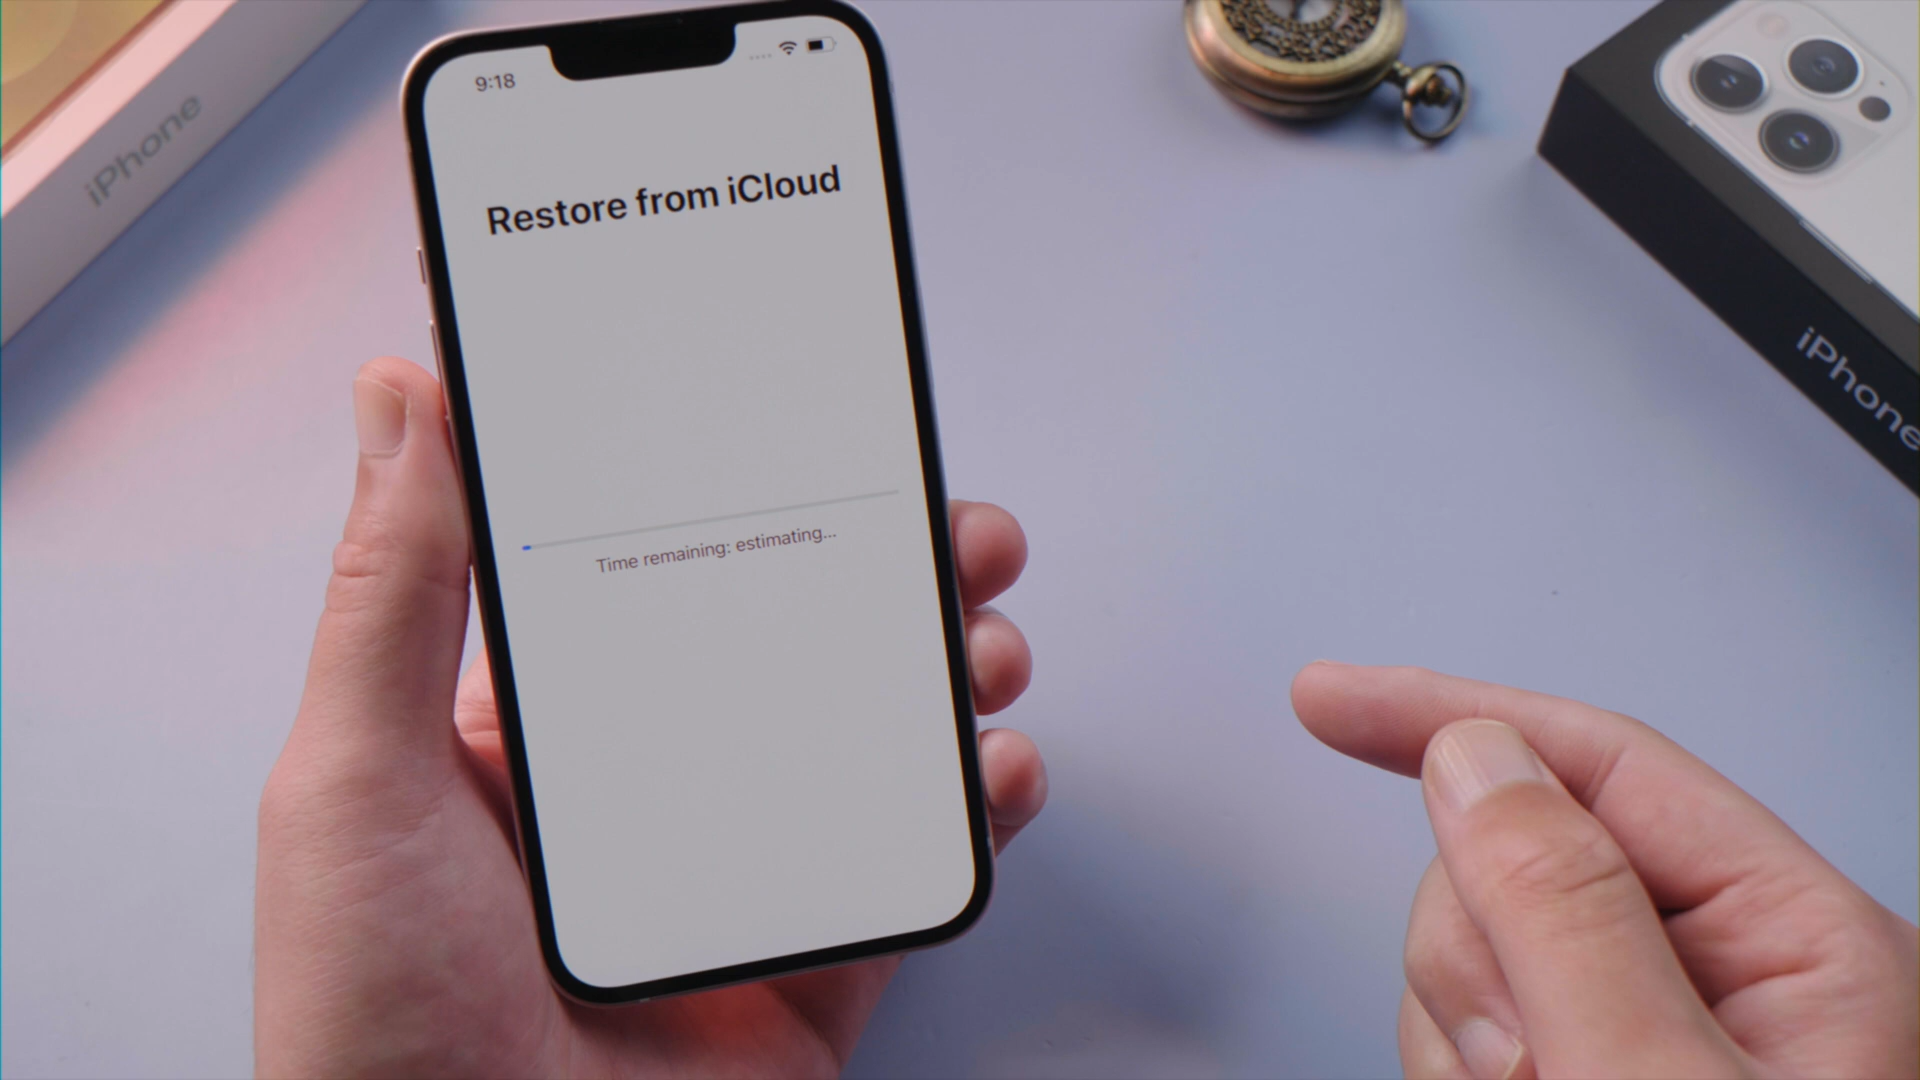 iPhone
9:18
Restore from iCloud
Time remaining: estimating...
iPhone